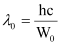 λ₀ = hc / W₀